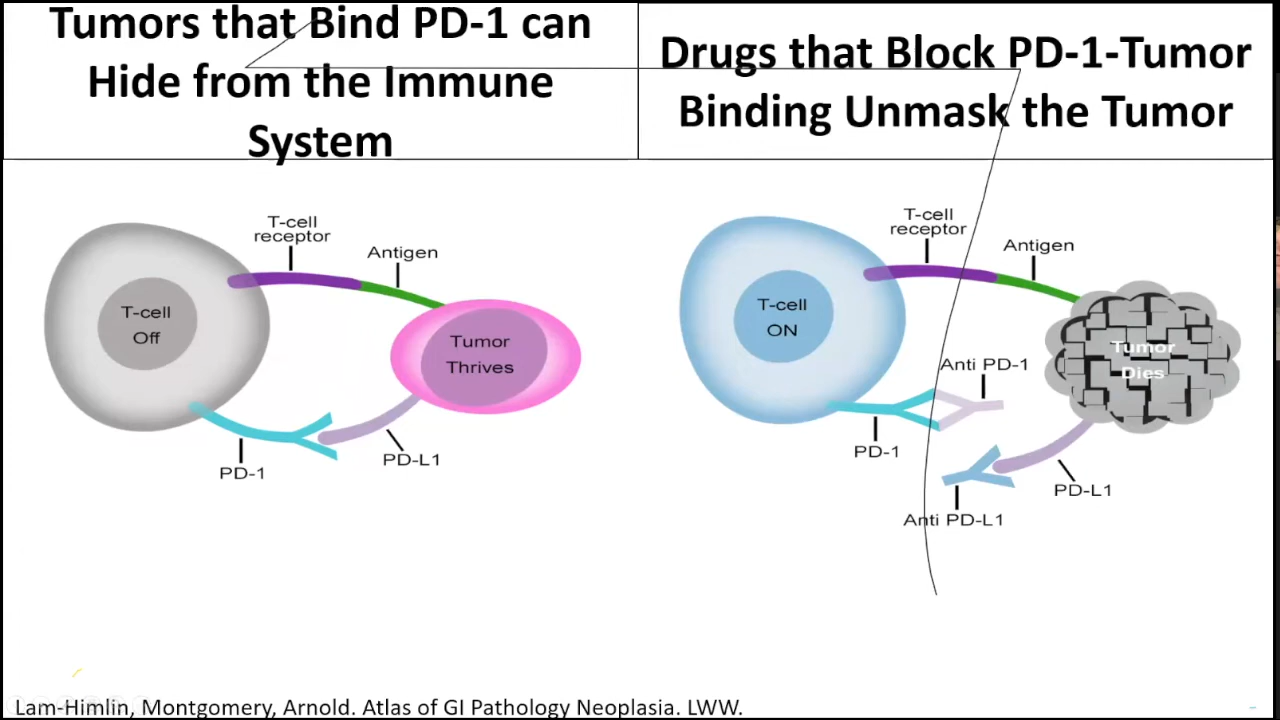 Tumors that Bind PD-1 can
Hide from the Immune
System
Drugs that Block PD-1-Tumor
Binding Unmask the Tumor
T-cell
receptor
Antigen
T-cell
Off
Tumor
Thrives
PD-1
PD-L1
T-cell
receptor
Antigen
T-cell
ON
Tumor
Dies
Anti PD-1
PD-1
PD-L1
Anti PD-L1
Lam-Himlin, Montgomery, Arnold. Atlas of GI Pathology Neoplasia. LWW.